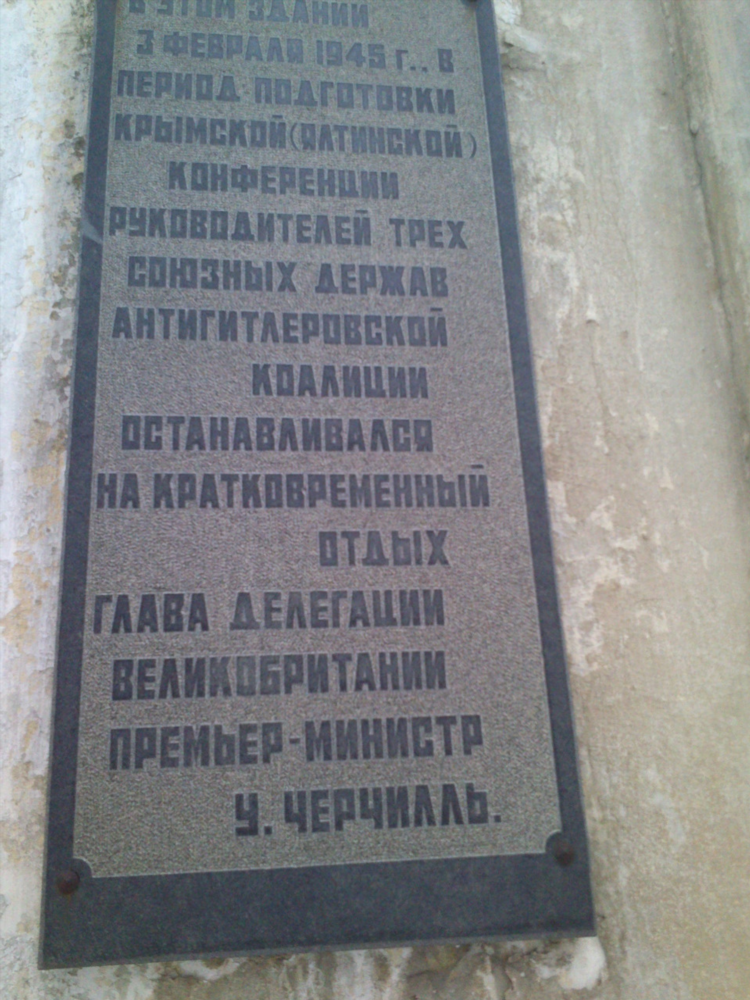 В ЭТОМ ЗДАНИИ
3 ФЕВРАЛЯ 1945 Г., В
ПЕРИОД ПОДГОТОВКИ
КРЫМСКОЙ (ЯЛТИНСКОЙ)
КОНФЕРЕНЦИИ
РУКОВОДИТЕЛЕЙ ТРЕХ
СОЮЗНЫХ ДЕРЖАВ
АНТИГИТЛЕРОВСКОЙ
КОАЛИЦИИ
ОСТАНАВЛИВАЛСЯ
НА КРАТКОВРЕМЕННЫЙ
ОТДЫХ
ГЛАВА ДЕЛЕГАЦИИ
ВЕЛИКОБРИТАНИИ
ПРЕМЬЕР-МИНИСТР
У. ЧЕРЧИЛЛЬ.